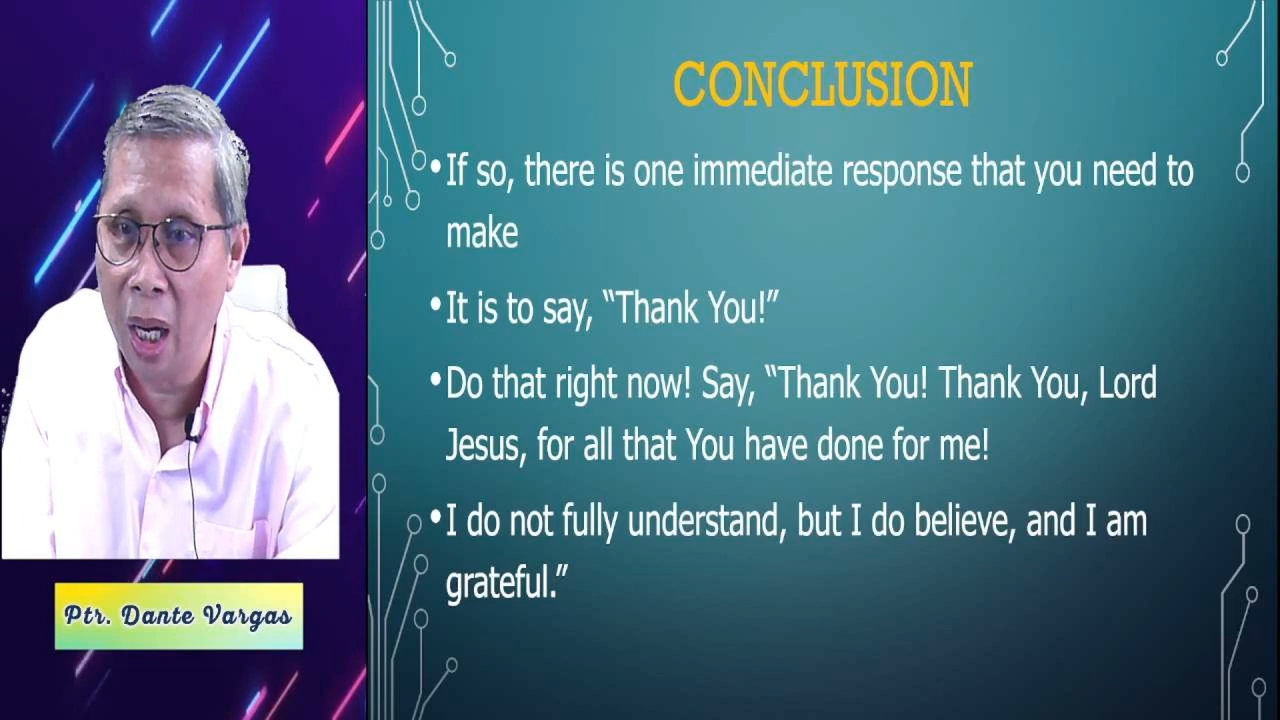 CONCLUSION
• If so, there is one immediate response that you need to
make
• It is to say, “Thank You!”
• Do that right now! Say, “Thank You! Thank You, Lord
Jesus, for all that You have done for me!
• I do not fully understand, but I do believe, and I am
grateful.”
Ptr. Dante Vargas